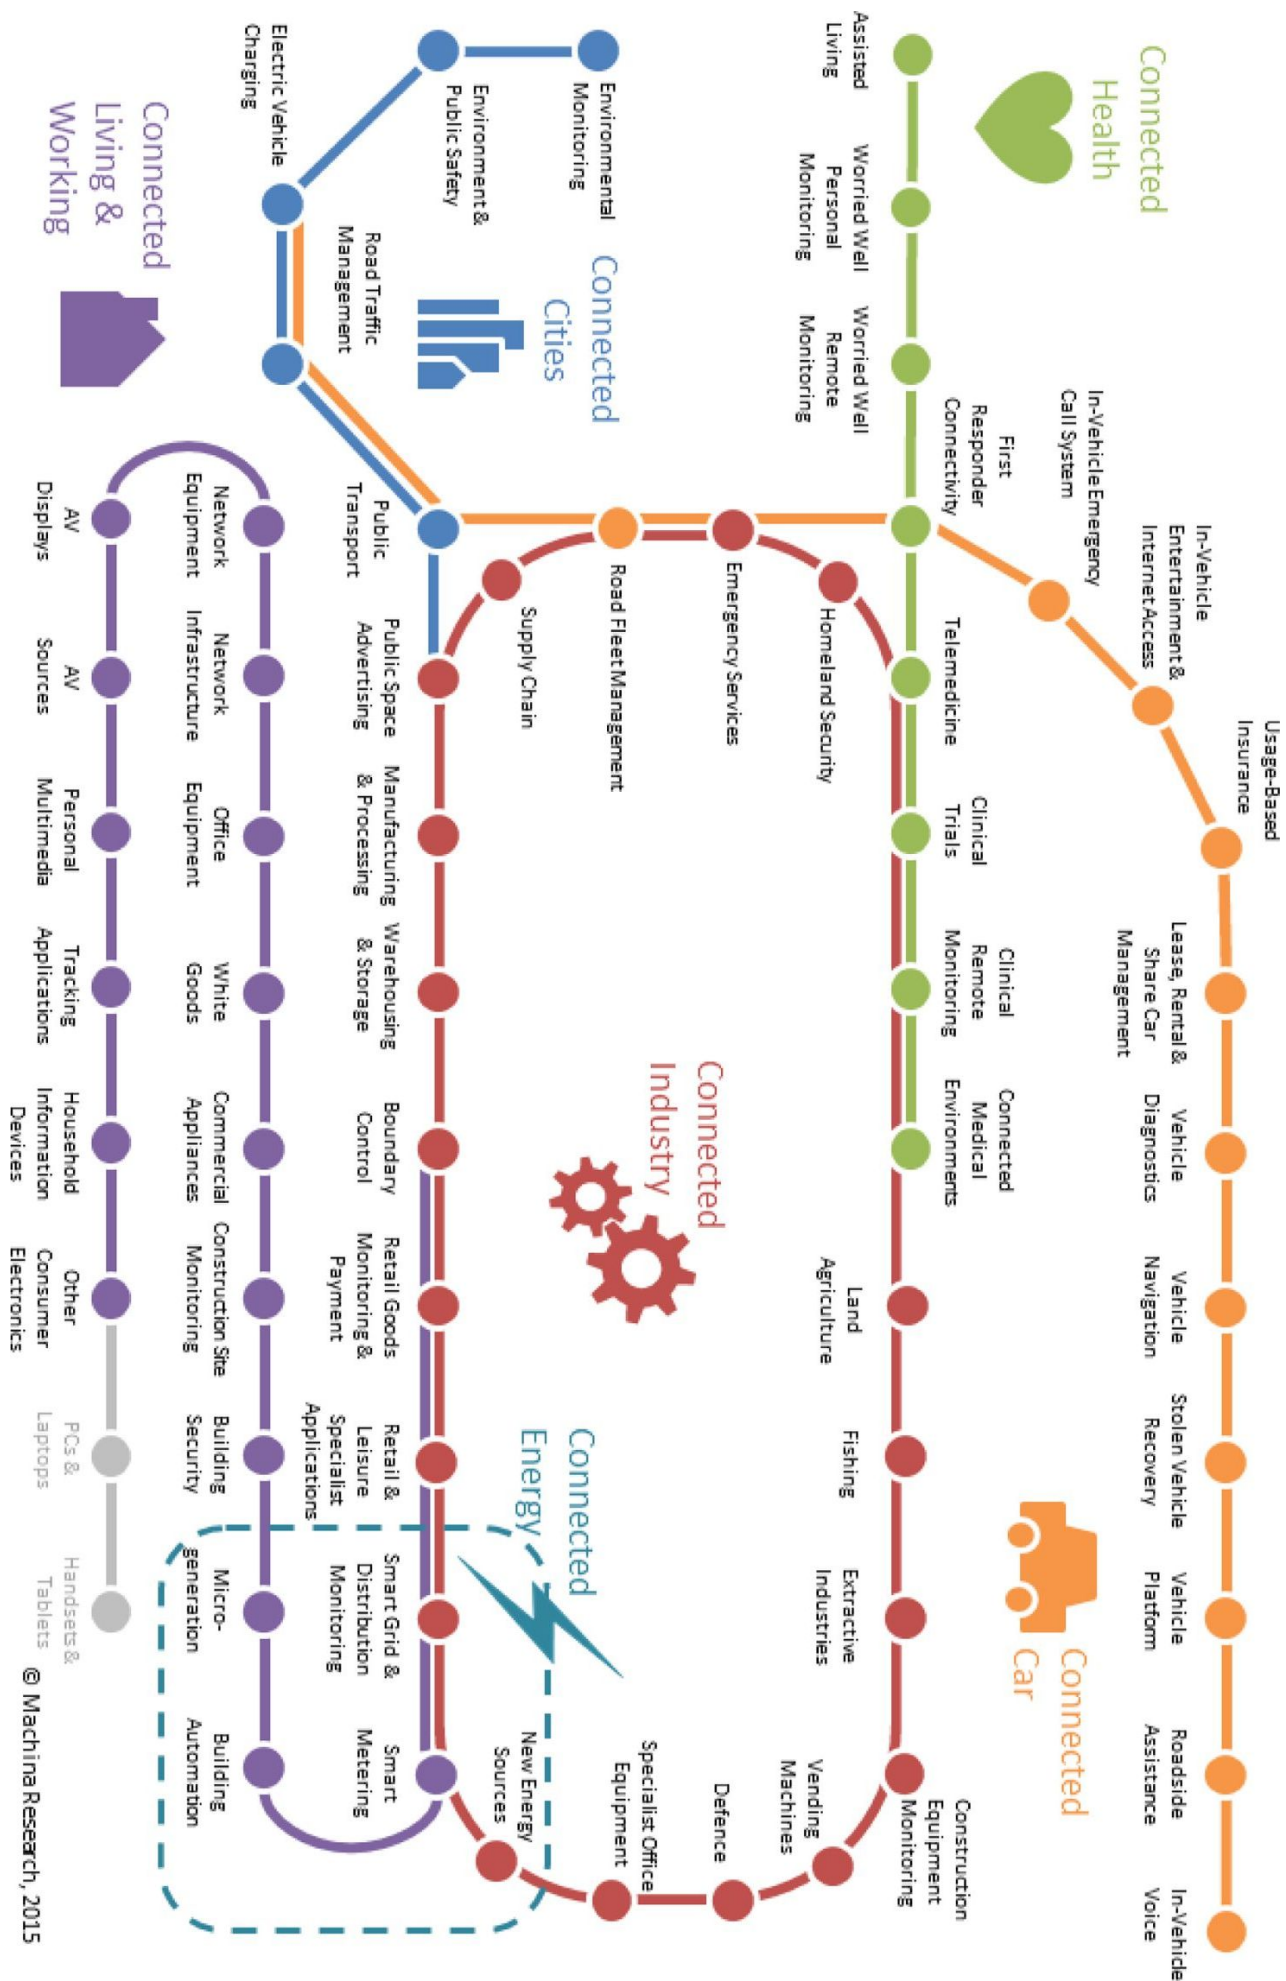 Connected
Health
Assisted
Living
Worried Well
Personal
Monitoring
Worried Well
Remote
Monitoring
First
Responder
Connectivity
Telemedicine
Clinical
Trials
Clinical
Remote
Monitoring
Connected
Medical
Environments
In-Vehicle Emergency
Call System
In-Vehicle
Entertainment &
Internet Access
Usage-Based
Insurance
Lease, Rental &
Share Car
Management
Vehicle
Diagnostics
Vehicle
Navigation
Stolen Vehicle
Recovery
Vehicle
Platform
Roadside
Assistance
In-Vehicle
Voice
Connected
Car
Land
Agriculture
Fishing
Extractive
Industries
Construction
Equipment
Monitoring
Vending
Machines
Defence
Specialist Office
Equipment
New Energy
Sources
Homeland Security
Emergency Services
Road Fleet Management
Supply Chain
Connected
Industry
Connected
Energy
Environmental
Monitoring
Environment &
Public Safety
Electric Vehicle
Charging
Connected
Cities
Road Traffic
Management
Public
Transport
Public Space
Advertising
Manufacturing
& Processing
Warehousing
& Storage
Boundary
Control
Retail Goods
Monitoring &
Payment
Retail &
Leisure
Specialist
Applications
Smart Grid &
Distribution
Monitoring
Smart
Metering
Connected
Living &
Working
Network
Equipment
Network
Infrastructure
Office
Equipment
White
Goods
Commercial
Appliances
Construction Site
Monitoring
Building
Security
Micro-
generation
Building
Automation
AV
Displays
AV
Sources
Personal
Multimedia
Tracking
Applications
Household
Information
Devices
Other
Consumer
Electronics
PCs &
Laptops
Handsets &
Tablets
© Machina Research, 2015